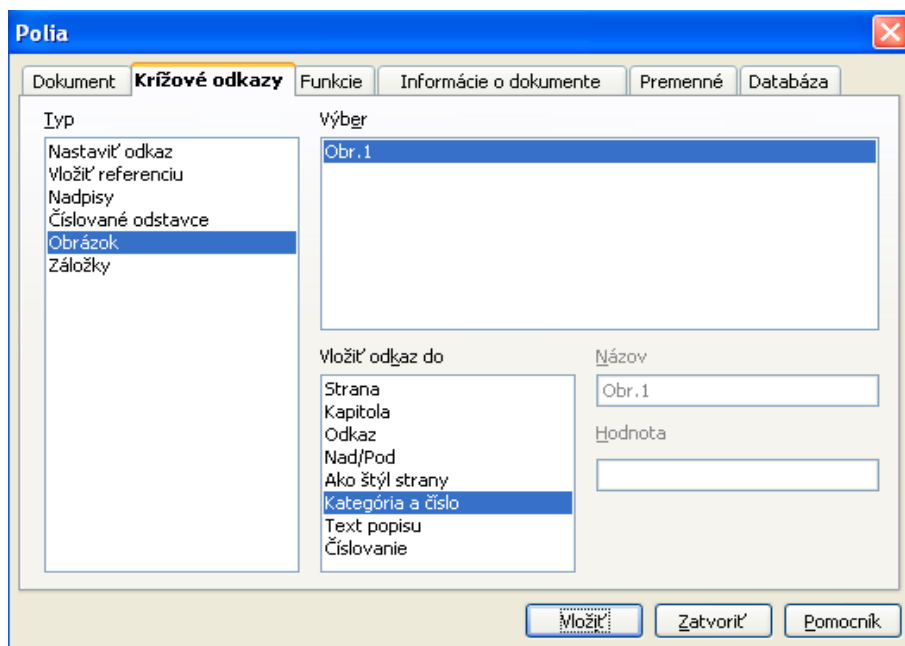 Polia
Dokument Krížové odkazy Funkcie Informácie o dokumente Premenné Databáza
Typ
Nastaviť odkaz
Vložiť referenciu
Nadpisy
Číslované odstavce
Obrázok
Záložky
Výber
Obr.1
Vložiť odkaz do
Strana
Kapitola
Odkaz
Nad/Pod
Ako štýl strany
Kategória a číslo
Text popisu
Číslovanie
Názov
Obr.1
Hodnota
Vložiť Zatvoriť Pomocník